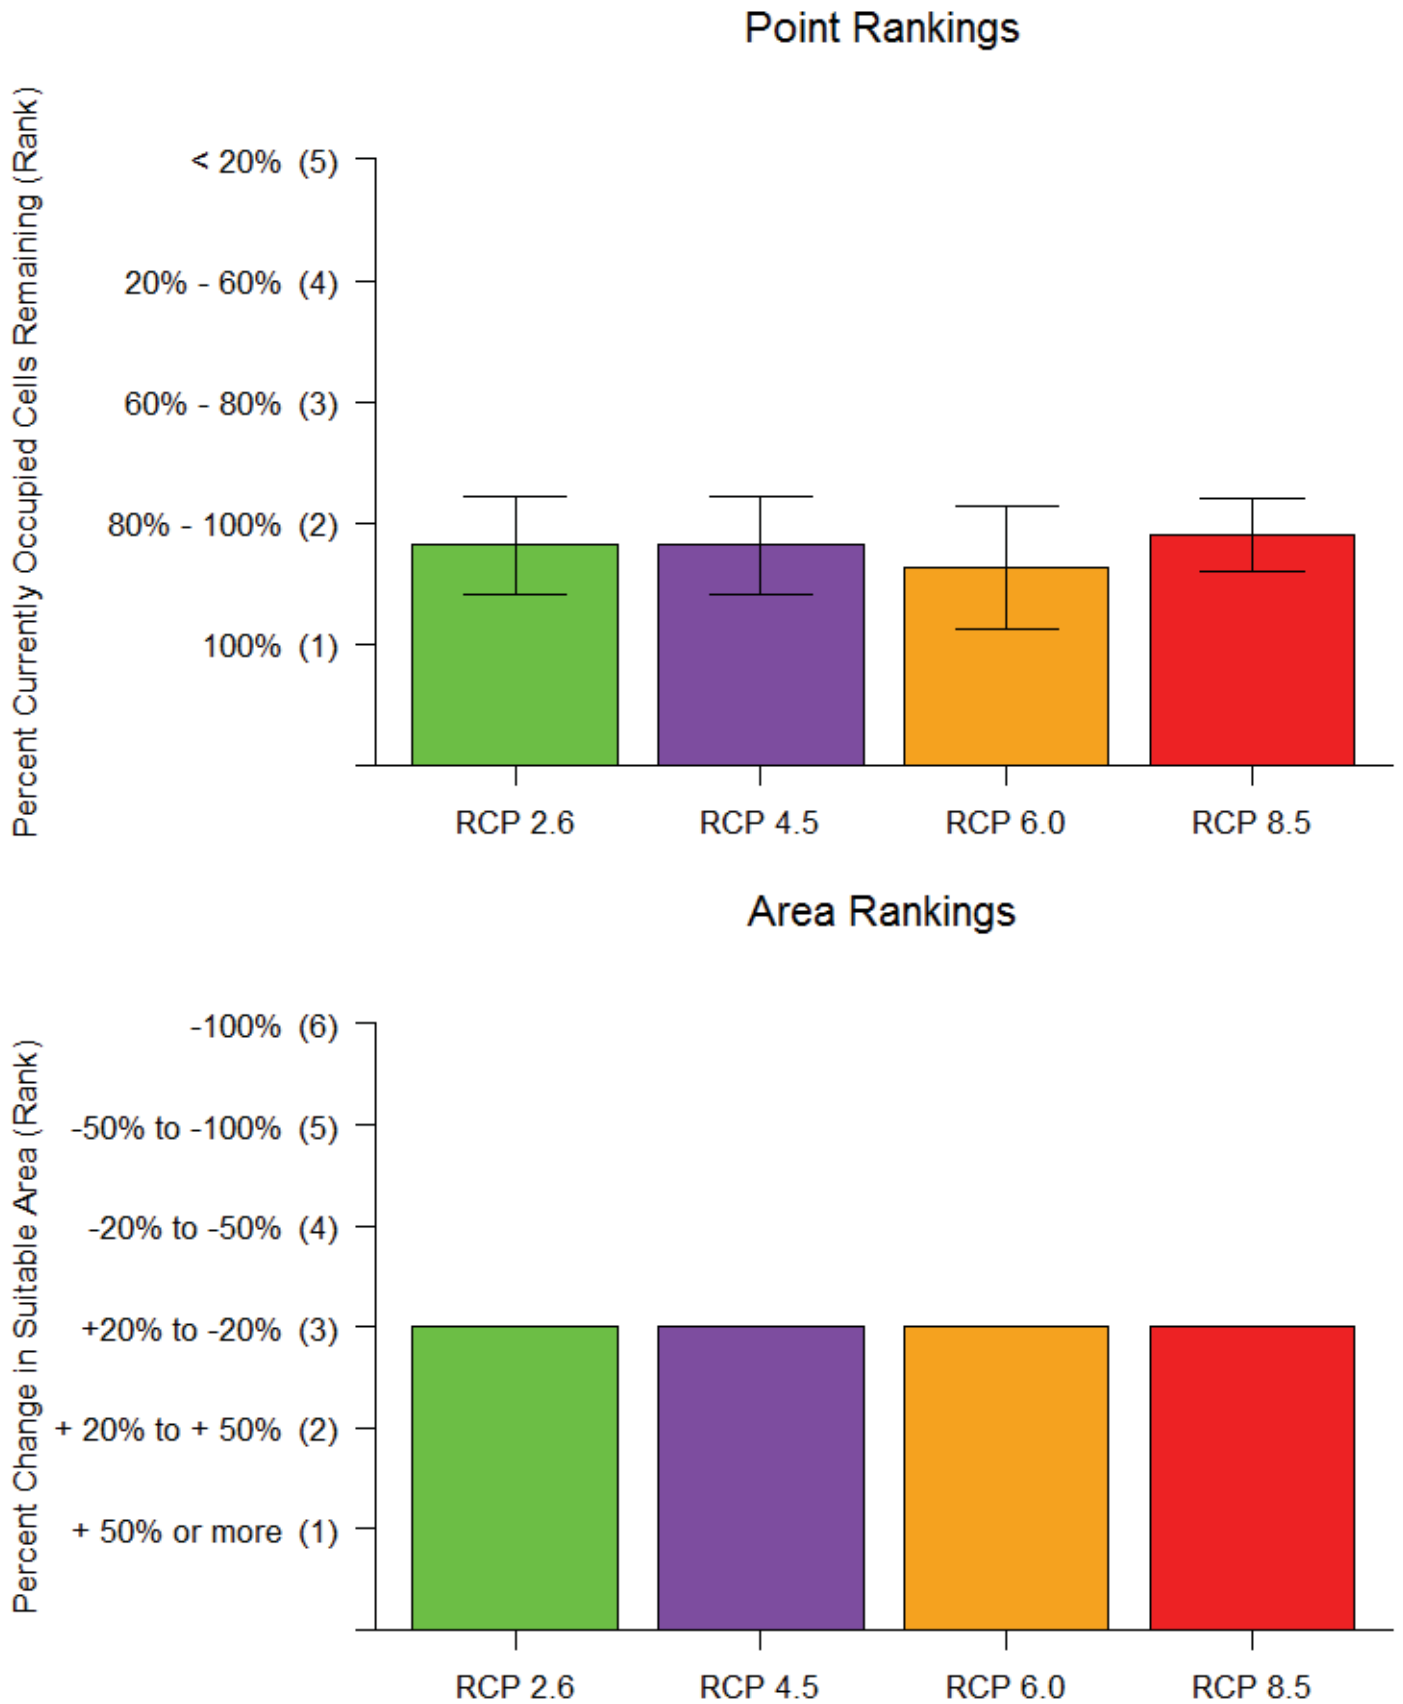 Point Rankings
Percent Currently Occupied Cells Remaining (Rank)
< 20% (5)
20% - 60% (4)
60% - 80% (3)
80% - 100% (2)
100% (1)
RCP 2.6 RCP 4.5 RCP 6.0 RCP 8.5
Area Rankings
Percent Change in Suitable Area (Rank)
-100% (6)
-50% to -100% (5)
-20% to -50% (4)
+20% to -20% (3)
+ 20% to + 50% (2)
+ 50% or more (1)
RCP 2.6 RCP 4.5 RCP 6.0 RCP 8.5